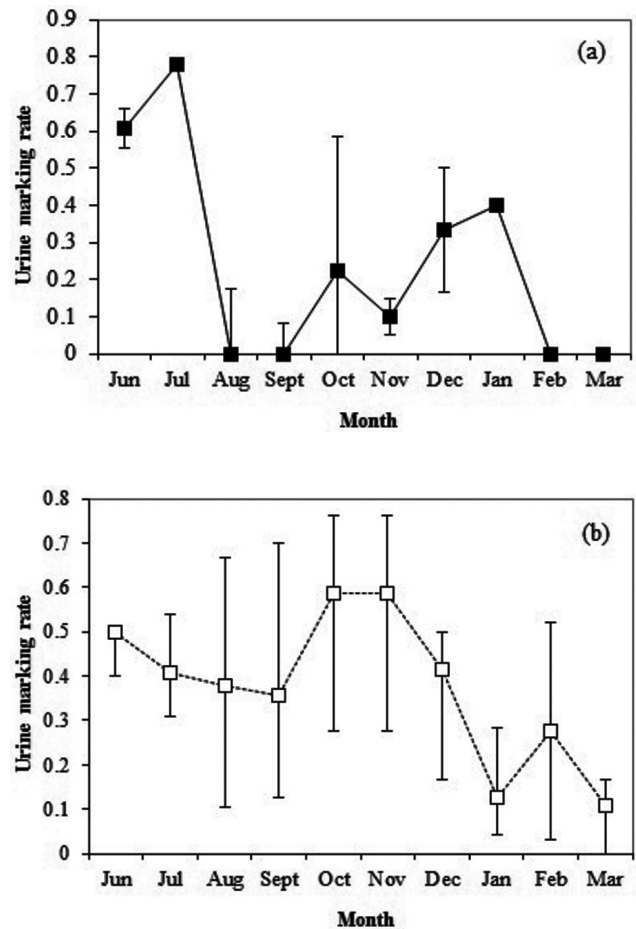 (a)
Urine marking rate
0.9
0.8
0.7
0.6
0.5
0.4
0.3
0.2
0.1
0
Jun Jul Aug Sept Oct Nov Dec Jan Feb Mar
Month
(b)
Urine marking rate
0.8
0.7
0.6
0.5
0.4
0.3
0.2
0.1
0
Jun Jul Aug Sept Oct Nov Dec Jan Feb Mar
Month